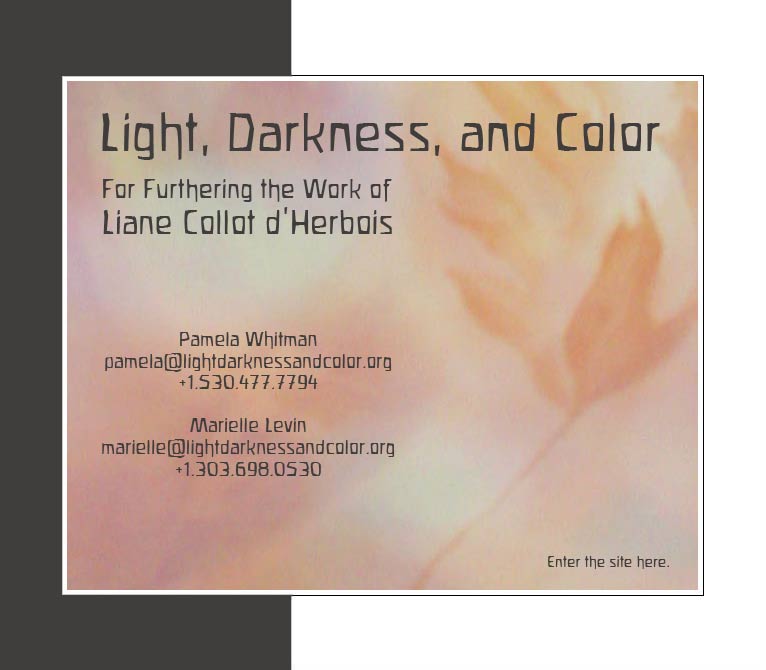 Light, Darkness, and Color
For Furthering the Work of
Liane Collot d'Herbois
Pamela Whitman
pamela@lightdarknessandcolor.org
+1.530.477.7794
Marielle Levin
marielle@lightdarknessandcolor.org
+1.303.698.0530
Enter the site here.